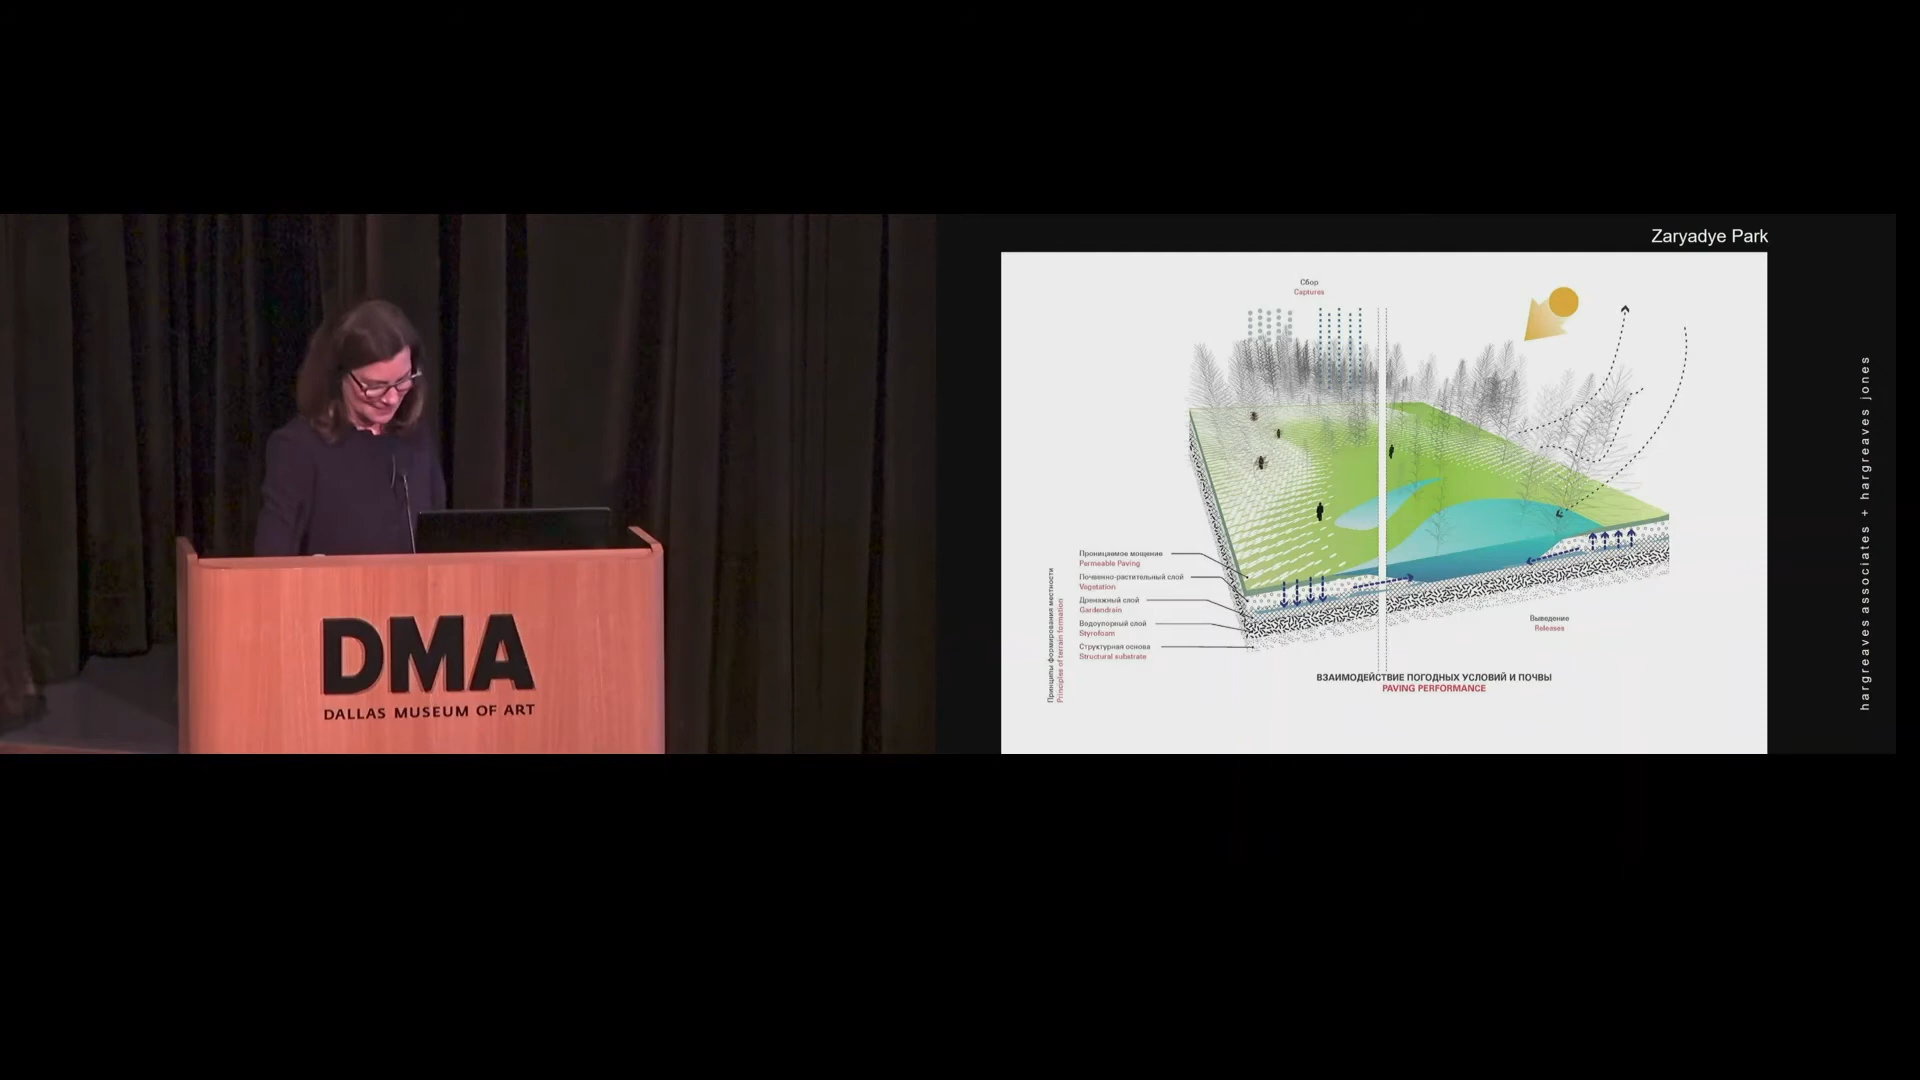 DMA
DALLAS MUSEUM OF ART
Zaryadye Park
Сбор
Captures
Проницаемое мощение
Permeable Paving
Почвенно-растительный слой
Vegetation
Дренажный слой
Gardendrain
Водоупорный слой
Styrofoam
Структурная основа
Structural substrate
Принципы формирования местности
Principles of terrain formation
Выведение
Releases
ВЗАИМОДЕЙСТВИЕ ПОГОДНЫХ УСЛОВИЙ И ПОЧВЫ
PAVING PERFORMANCE
hargreaves associates + hargreaves jones